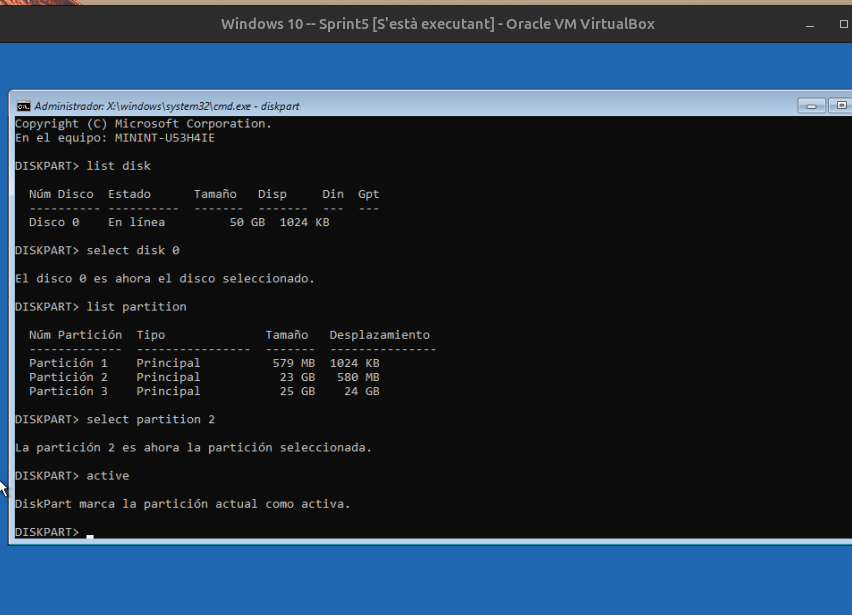 Windows 10 -- Sprint5 [S'està executant] - Oracle VM VirtualBox
Administrador: X:\windows\system32\cmd.exe - diskpart
Copyright (C) Microsoft Corporation.
En el equipo: MININT-U53H4IE
DISKPART> list disk
Núm Disco  Estado      Tamaño   Disp     Din  Gpt
---------- ----------  -------  -------  ---  ---
Disco 0    En línea        50 GB  1024 KB
DISKPART> select disk 0
El disco 0 es ahora el disco seleccionado.
DISKPART> list partition
Núm Partición  Tipo              Tamaño   Desplazamiento
-------------  ----------------  -------  ---------------
Partición 1    Principal          579 MB  1024 KB
Partición 2    Principal           23 GB   580 MB
Partición 3    Principal           25 GB    24 GB
DISKPART> select partition 2
La partición 2 es ahora la partición seleccionada.
DISKPART> active
DiskPart marca la partición actual como activa.
DISKPART>